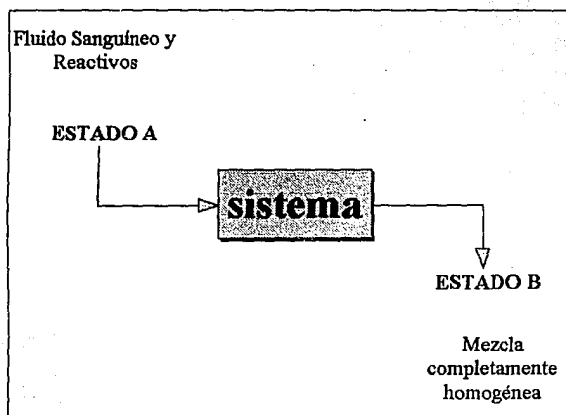 Fluido Sanguíneo y
Reactivos
ESTADO A
sistema
ESTADO B
Mezcla
completamente
homogénea